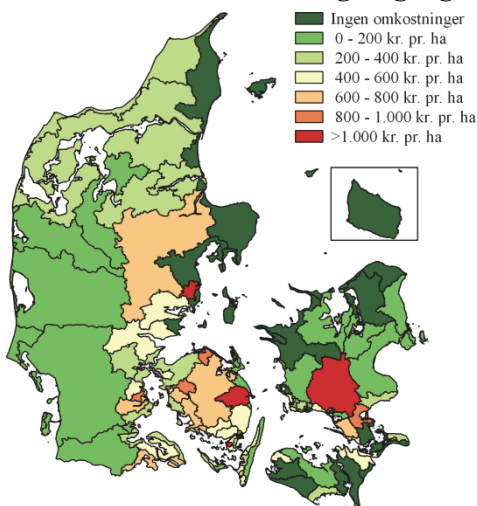 Ingen omkostninger
0 - 200 kr. pr. ha
200 - 400 kr. pr. ha
400 - 600 kr. pr. ha
600 - 800 kr. pr. ha
800 - 1.000 kr. pr. ha
>1.000 kr. pr. ha